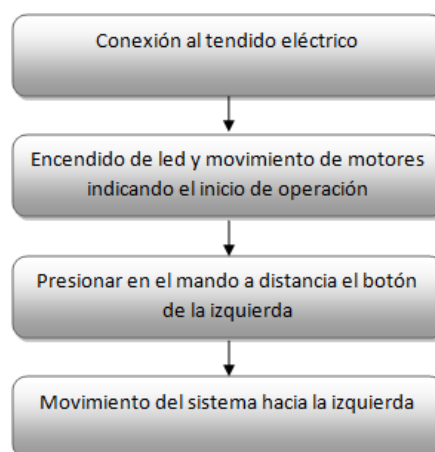 Conexión al tendido eléctrico
Encendido de led y movimiento de motores
indicando el inicio de operación
Presionar en el mando a distancia el botón
de la izquierda
Movimiento del sistema hacia la izquierda